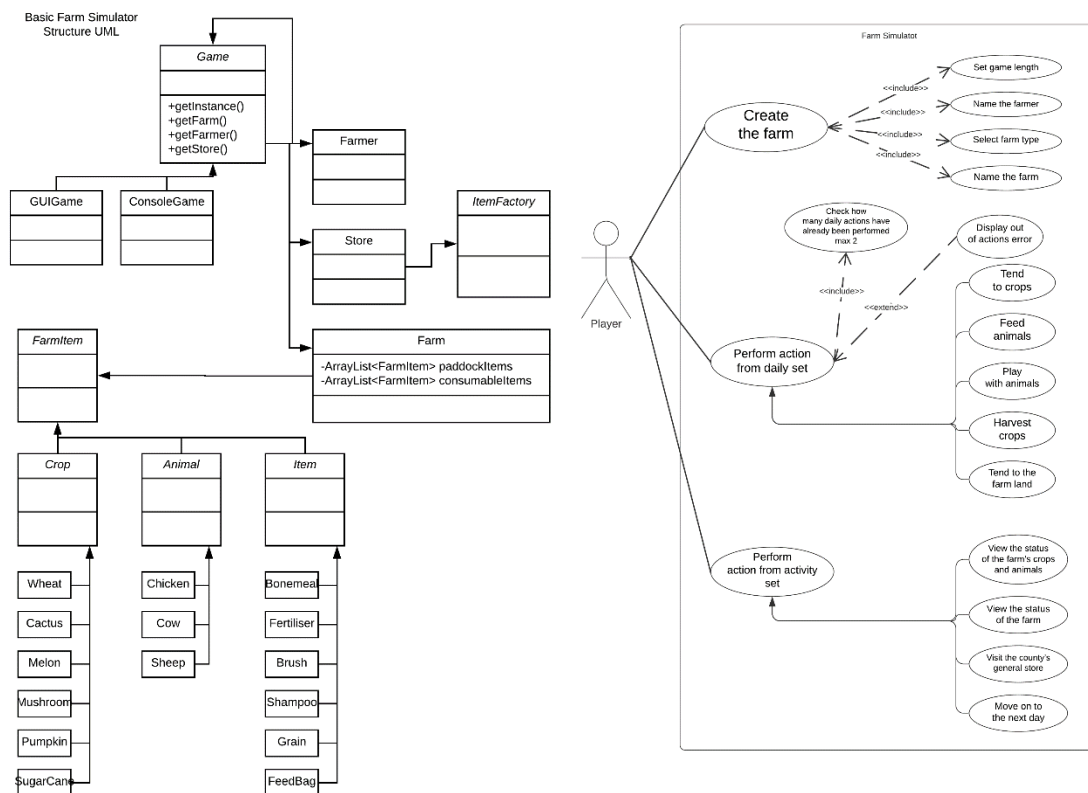 Basic Farm Simulator
Structure UML
Game
+getInstance()
+getFarm()
+getFarmer()
+getStore()
GUIGame
ConsoleGame
Farmer
Store
ItemFactory
Farm
-ArrayList<FarmItem> paddockItems
-ArrayList<FarmItem> consumableItems
FarmItem
Crop
Animal
Item
Wheat
Cactus
Melon
Mushroom
Pumpkin
SugarCane
Chicken
Cow
Sheep
Bonemeal
Fertiliser
Brush
Shampoo
Grain
FeedBag
Farm Simulator
Player
Create
the farm
<<include>>
<<include>>
<<include>>
<<include>>
Set game length
Name the farmer
Select farm type
Name the farm
Check how
many daily actions have
already been performed
max 2
Display out
of actions error
<<include>>
<<extend>>
Perform action
from daily set
Tend
to crops
Feed
animals
Play
with animals
Harvest
crops
Tend to the
farm land
Perform
action from activity
set
View the status
of the farm's crops
and animals
View the status
of the farm
Visit the county's
general store
Move on to
the next day